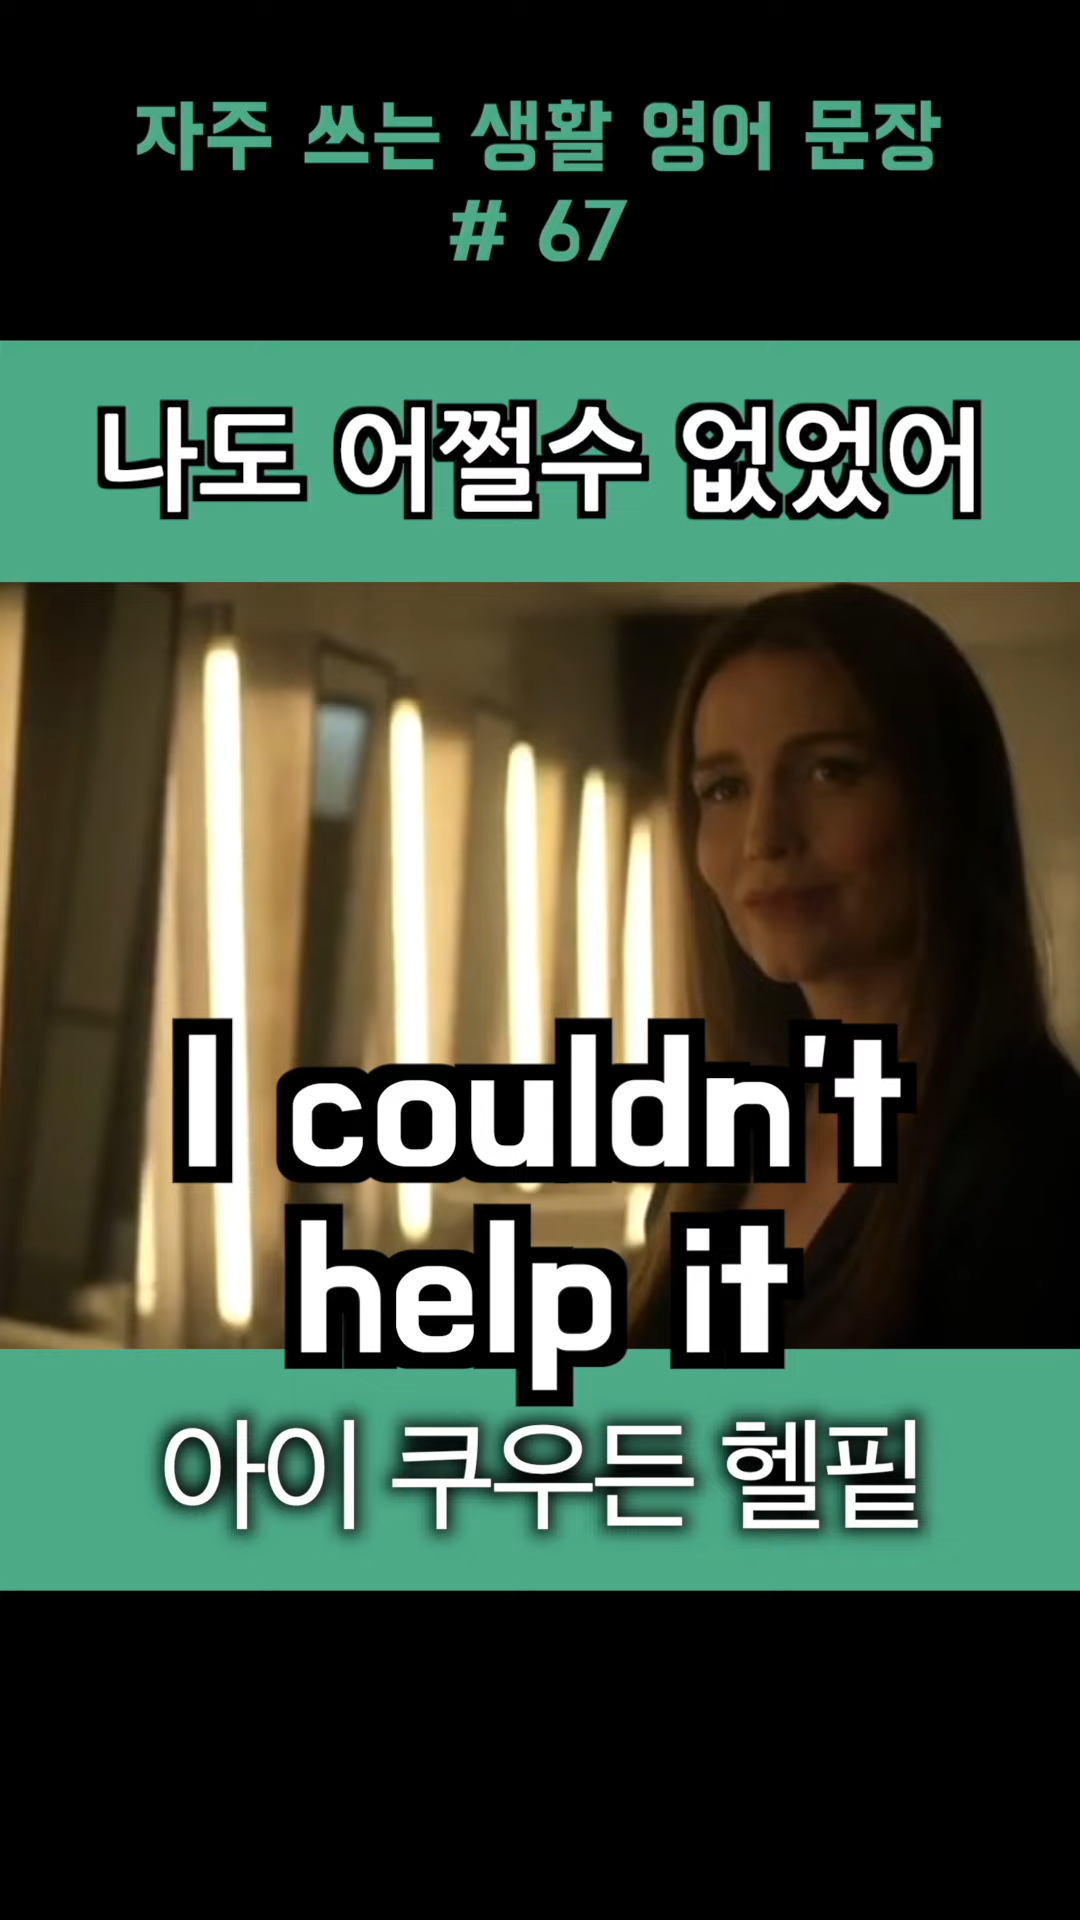 자주 쓰는 생활 영어 문장
# 67
나도 어쩔수 없었어
I couldn't
help it
아이 쿠우든 헬핕